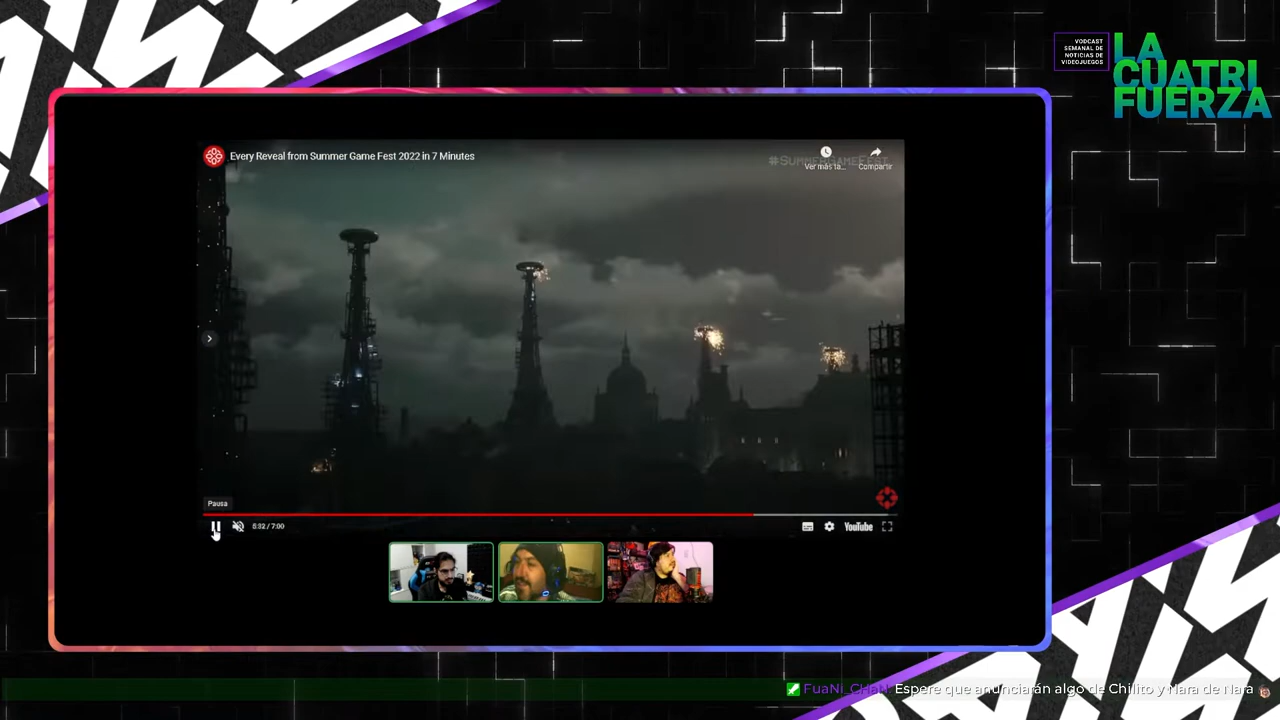 VODCAST
SEMANAL DE
NOTICIAS DE
VIDEOJUEGOS
LA
CUATRI
FUERZA
Every Reveal from Summer Game Fest 2022 in 7 Minutes
#SUMMERGAMEFEST
Ver más ta...
Compartir
Pausa
5:32 / 7:00
YouTube
FuaNi_CHaN: Espere que anunciarán algo de Chilito y Nara de Nara